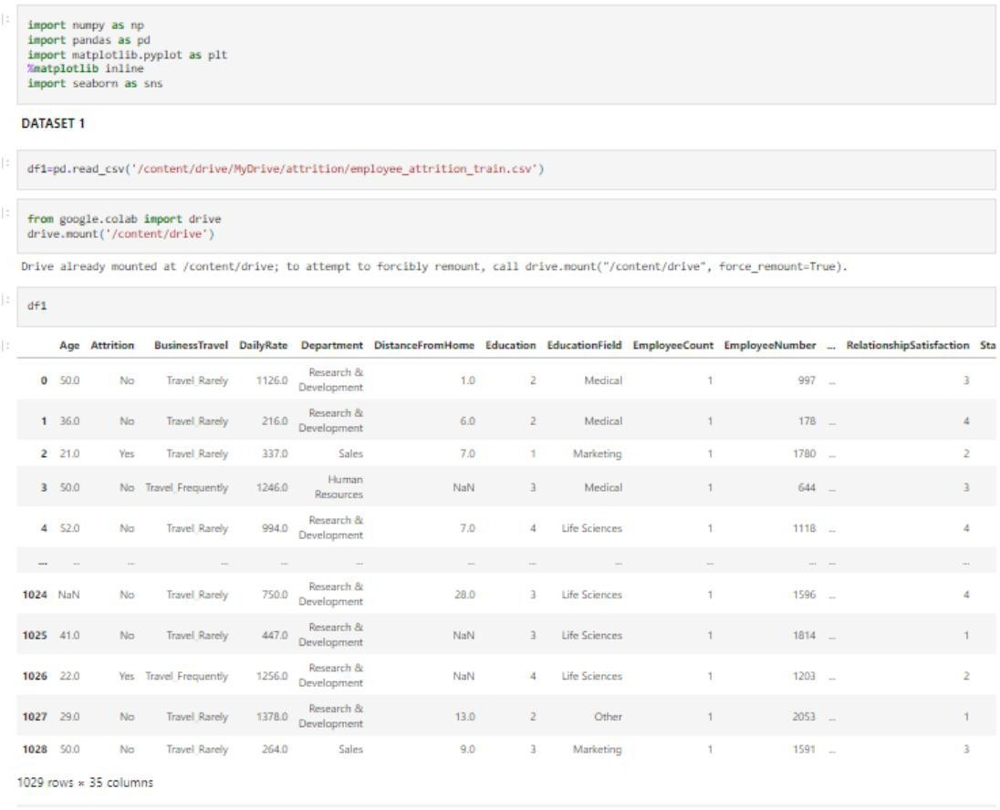 import numpy as np
import pandas as pd
import matplotlib.pyplot as plt
%matplotlib inline
import seaborn as sns
DATASET 1
df1=pd.read_csv('/content/drive/MyDrive/attrition/employee_attrition_train.csv')
from google.colab import drive
drive.mount('/content/drive')
Drive already mounted at /content/drive; to attempt to forcibly remount, call drive.mount("/content/drive", force_remount=True).
df1
Age Attrition BusinessTravel DailyRate Department DistanceFromHome Education EducationField EmployeeCount EmployeeNumber ... RelationshipSatisfaction Sta
0 50.0 No Travel_Rarely 1126.0 Research & Development 1.0 2 Medical 1 997 ... 3
1 36.0 No Travel_Rarely 216.0 Research & Development 6.0 2 Medical 1 178 ... 4
2 21.0 Yes Travel_Rarely 337.0 Sales 7.0 1 Marketing 1 1780 ... 2
3 50.0 No Travel_Frequently 1246.0 Human Resources NaN 3 Medical 1 644 ... 3
4 52.0 No Travel_Rarely 994.0 Research & Development 7.0 4 Life Sciences 1 1118 ... 4
... ... ... ... ... ... ... ... ... ... ... ... ...
1024 NaN No Travel_Rarely 750.0 Research & Development 28.0 3 Life Sciences 1 1596 ... 4
1025 41.0 No Travel_Rarely 447.0 Research & Development NaN 3 Life Sciences 1 1814 ... 1
1026 22.0 Yes Travel_Frequently 1256.0 Research & Development NaN 4 Life Sciences 1 1203 ... 2
1027 29.0 No Travel_Rarely 1378.0 Research & Development 13.0 2 Other 1 2053 ... 1
1028 50.0 No Travel_Rarely 264.0 Sales 9.0 3 Marketing 1 1591 ... 3
1029 rows × 35 columns